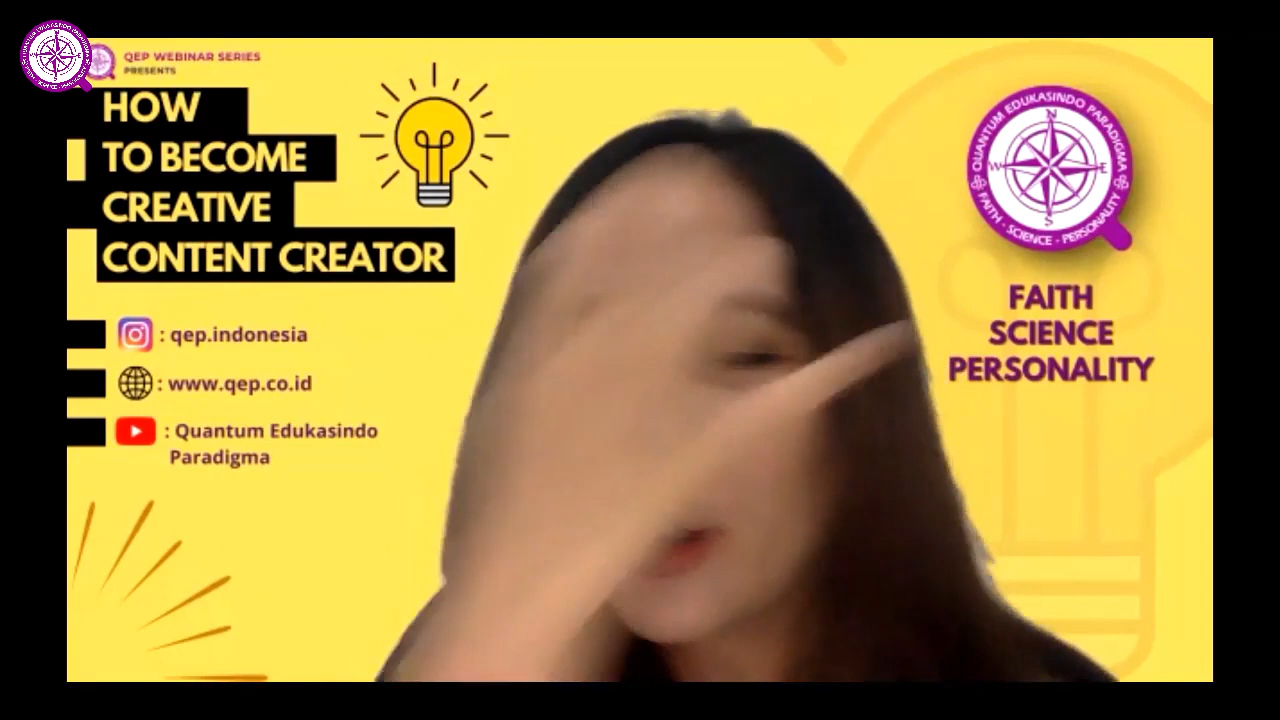 QEP WEBINAR SERIES
PRESENTS
HOW
TO BECOME
CREATIVE
CONTENT CREATOR
: qep.indonesia
: www.qep.co.id
: Quantum Edukasindo
Paradigma
QUANTUM EDUKASINDO PARADIGMA
FAITH - SCIENCE - PERSONALITY
N
W E
S
FAITH
SCIENCE
PERSONALITY